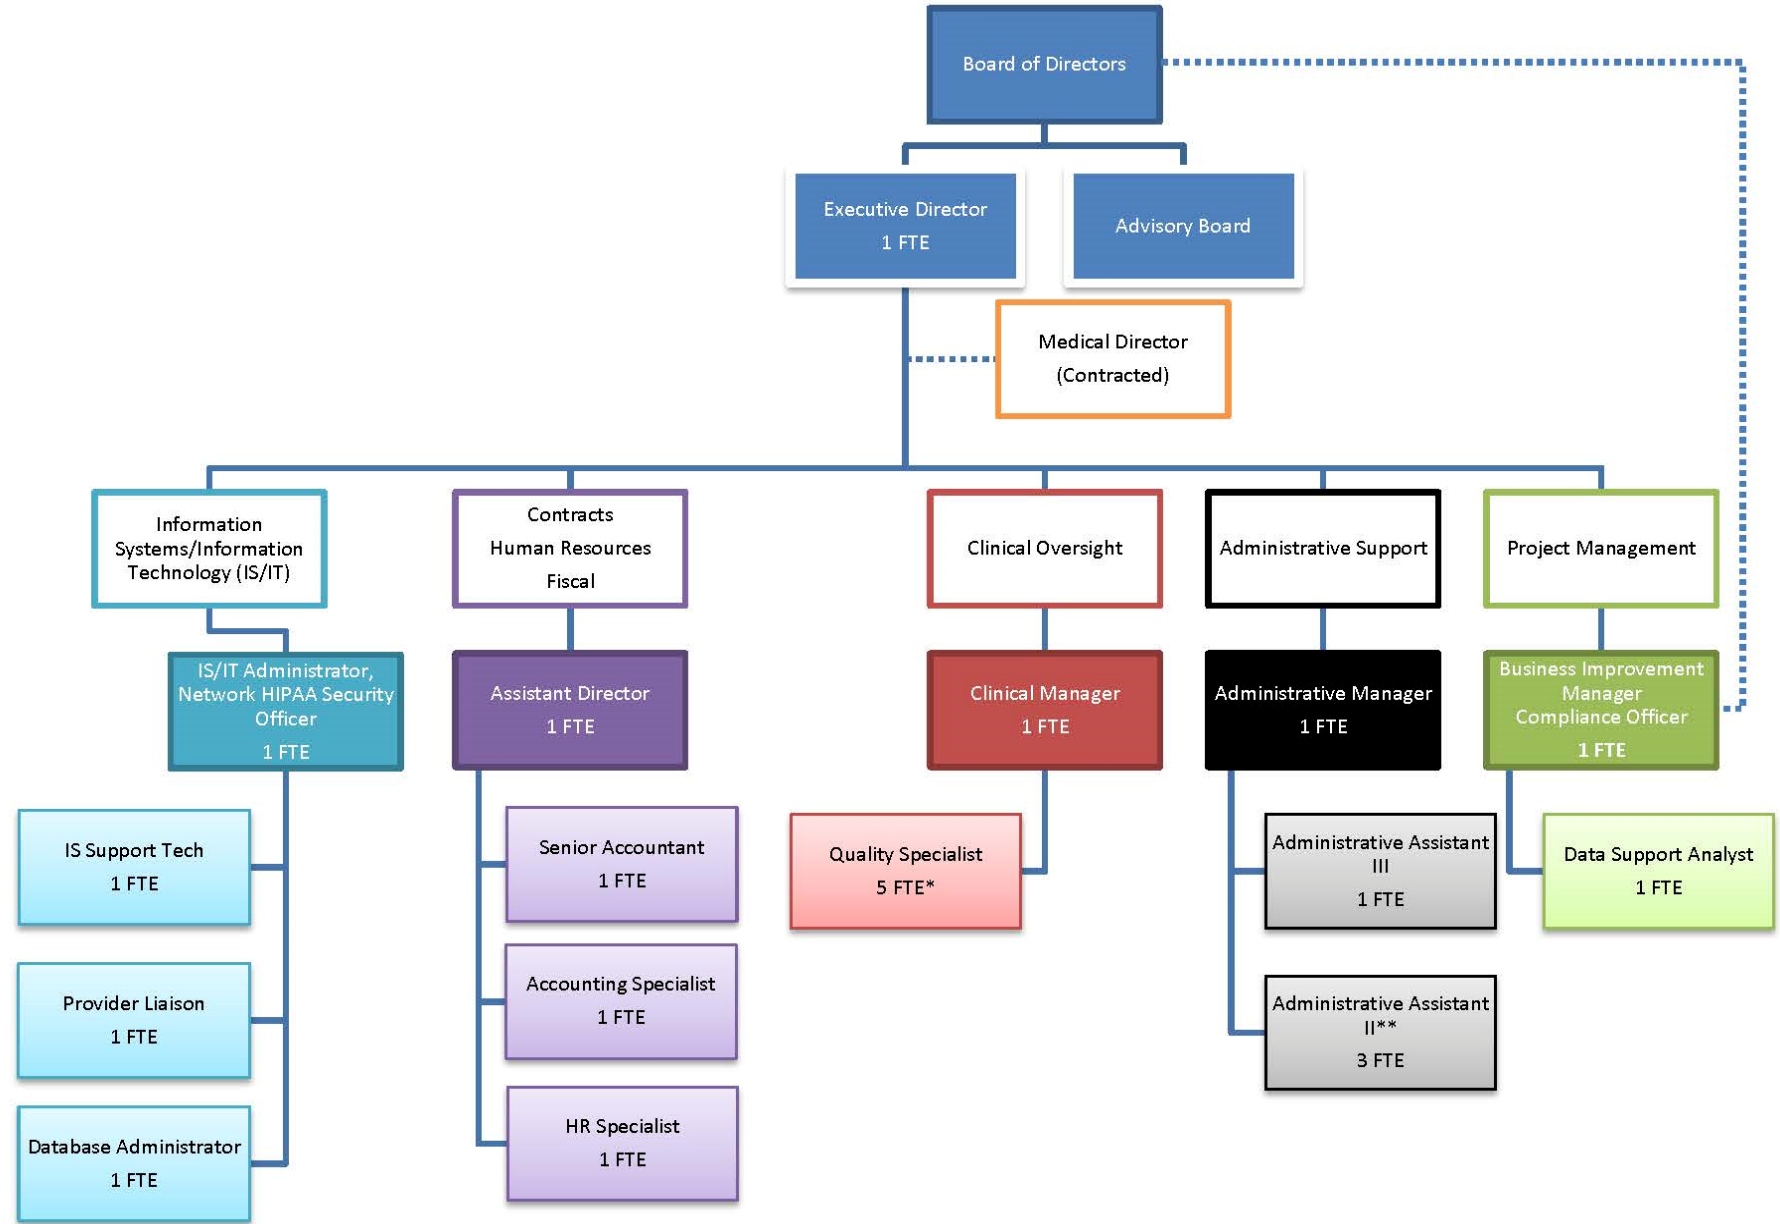 Board of Directors
Executive Director
1 FTE
Advisory Board
Medical Director
(Contracted)
Information
Systems/Information
Technology (IS/IT)
Contracts
Human Resources
Fiscal
Clinical Oversight
Administrative Support
Project Management
IS/IT Administrator,
Network HIPAA Security
Officer
1 FTE
Assistant Director
1 FTE
Clinical Manager
1 FTE
Administrative Manager
1 FTE
Business Improvement
Manager
Compliance Officer
1 FTE
IS Support Tech
1 FTE
Provider Liaison
1 FTE
Database Administrator
1 FTE
Senior Accountant
1 FTE
Accounting Specialist
1 FTE
HR Specialist
1 FTE
Quality Specialist
5 FTE*
Administrative Assistant
III
1 FTE
Administrative Assistant
II**
3 FTE
Data Support Analyst
1 FTE